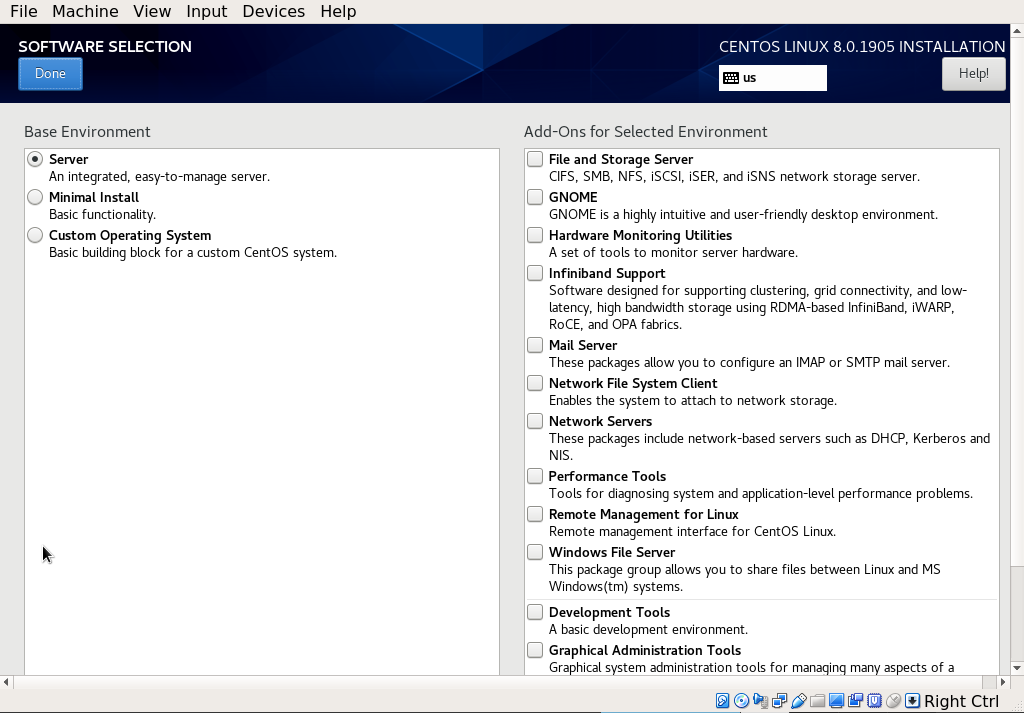 File Machine View Input Devices Help
SOFTWARE SELECTION
CENTOS LINUX 8.0.1905 INSTALLATION
Done
us
Help!
Base Environment
Server
An integrated, easy-to-manage server.
Minimal Install
Basic functionality.
Custom Operating System
Basic building block for a custom CentOS system.
Add-Ons for Selected Environment
File and Storage Server
CIFS, SMB, NFS, iSCSI, iSER, and iSNS network storage server.
GNOME
GNOME is a highly intuitive and user-friendly desktop environment.
Hardware Monitoring Utilities
A set of tools to monitor server hardware.
Infiniband Support
Software designed for supporting clustering, grid connectivity, and low-
latency, high bandwidth storage using RDMA-based InfiniBand, iWARP,
RoCE, and OPA fabrics.
Mail Server
These packages allow you to configure an IMAP or SMTP mail server.
Network File System Client
Enables the system to attach to network storage.
Network Servers
These packages include network-based servers such as DHCP, Kerberos and
NIS.
Performance Tools
Tools for diagnosing system and application-level performance problems.
Remote Management for Linux
Remote management interface for CentOS Linux.
Windows File Server
This package group allows you to share files between Linux and MS
Windows(tm) systems.
Development Tools
A basic development environment.
Graphical Administration Tools
Graphical system administration tools for managing many aspects of a
Right Ctrl